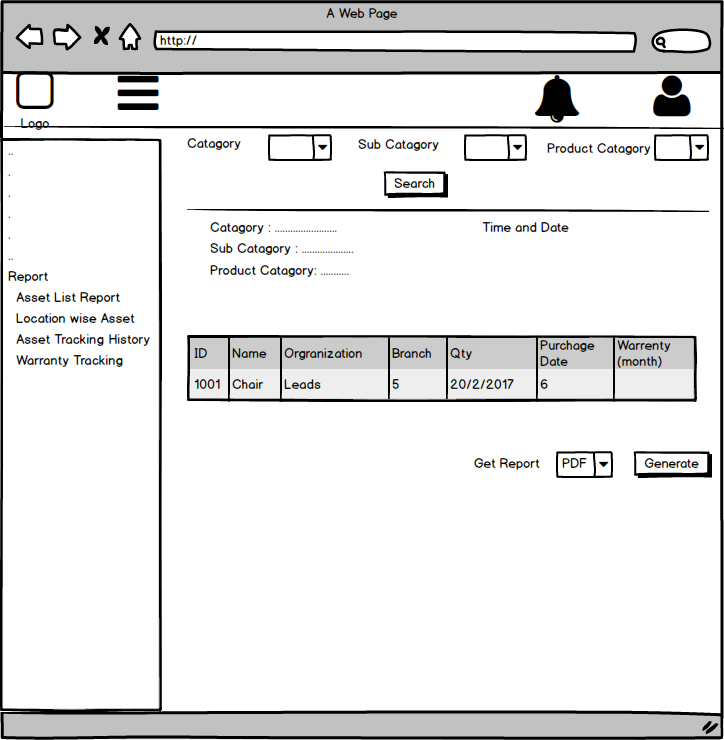 A Web Page
http://
Logo
Catagory Sub Catagory Product Catagory
Search
..
.
.
.
.
..
Report
Asset List Report
Location wise Asset
Asset Tracking History
Warranty Tracking
Catagory : ........................ Time and Date
Sub Catagory : ....................
Product Catagory: ...........
ID Name Orgranization Branch Qty Purchage Date Warrenty (month)
1001 Chair Leads 5 20/2/2017 6
Get Report PDF Generate